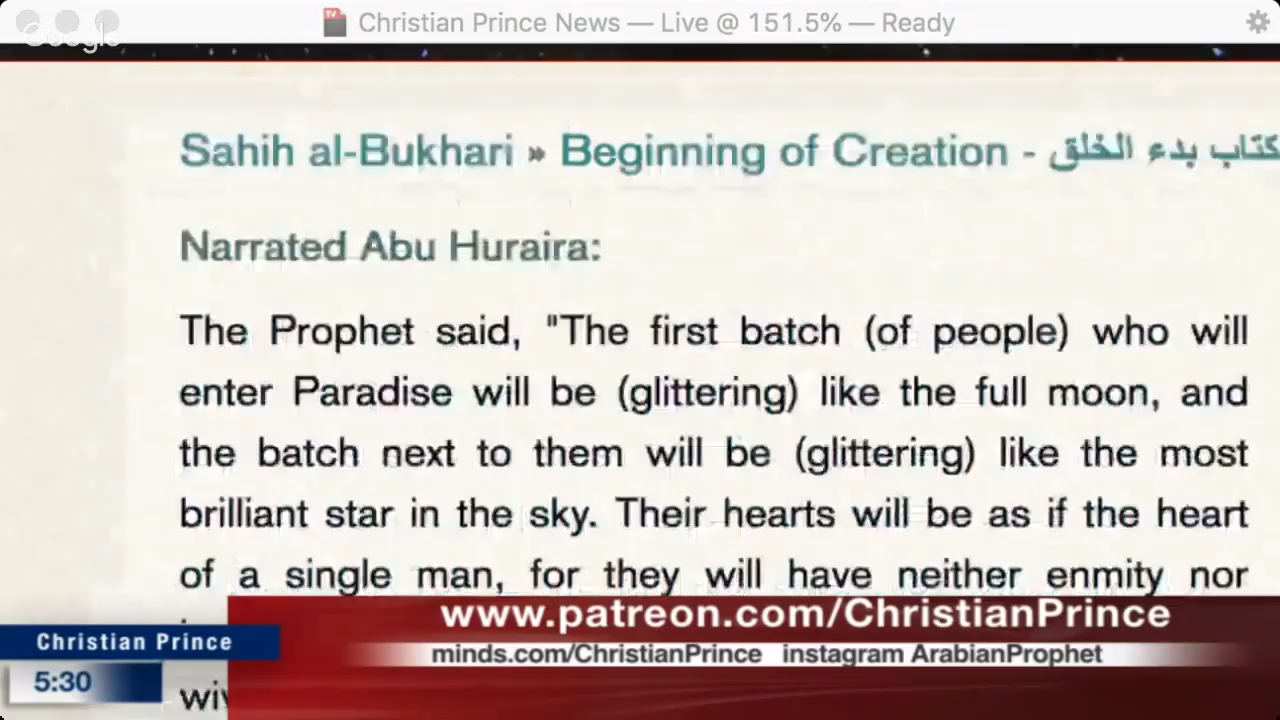 TV
Christian Prince News — Live @ 151.5% — Ready
Google
Sahih al-Bukhari » Beginning of Creation - كتاب بدء الخلق
Narrated Abu Huraira:
The Prophet said, "The first batch (of people) who will
enter Paradise will be (glittering) like the full moon, and
the batch next to them will be (glittering) like the most
brilliant star in the sky. Their hearts will be as if the heart
of a single man, for they will have neither enmity nor
www.patreon.com/ChristianPrince
Christian Prince
minds.com/ChristianPrince instagram ArabianProphet
5:30